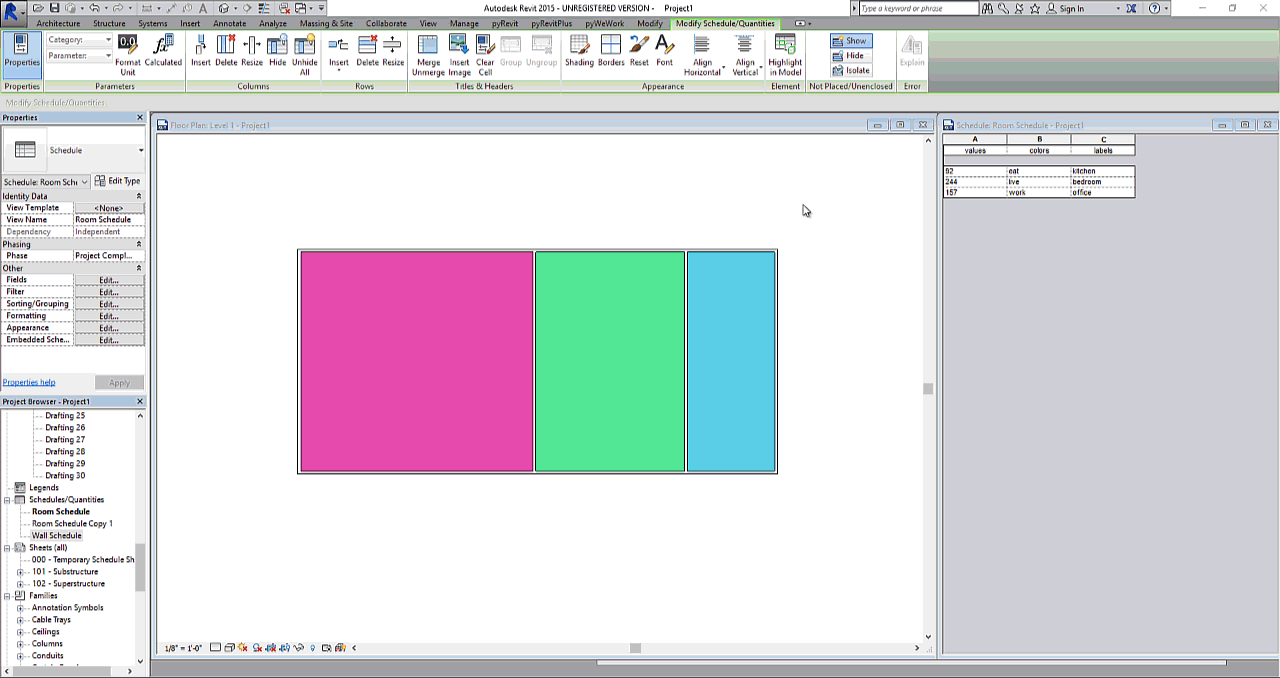 Autodesk Revit 2015 - UNREGISTERED VERSION - Project1
Type a keyword or phrase
Sign In
Architecture Structure Systems Insert Annotate Analyze Massing & Site Collaborate View Manage pyRevit pyRevitPlus pyWeWork Modify Modify Schedule/Quantities
Properties
Category:
Parameter:
0.0
Format Unit
Calculated
Insert Delete Resize Hide Unhide All
Insert Delete Resize
Merge Unmerge
Insert Image
Clear Cell
Group Ungroup
Shading Borders Reset Font
Align Horizontal
Align Vertical
Highlight in Model
Show
Hide
Isolate
Explain
Properties Parameters Columns Rows Titles & Headers Appearance Element Not Placed/Unenclosed Error
Modify Schedule/Quantities
Properties
Schedule
Schedule: Room Sche
Edit Type
Identity Data
View Template <None>
View Name Room Schedule
Dependency Independent
Phasing
Phase Project Compl...
Other
Fields Edit...
Filter Edit...
Sorting/Grouping Edit...
Formatting Edit...
Appearance Edit...
Embedded Sche... Edit...
Properties help
Apply
Project Browser - Project1
Drafting 25
Drafting 26
Drafting 27
Drafting 28
Drafting 29
Drafting 30
Legends
Schedules/Quantities
Room Schedule
Room Schedule Copy 1
Wall Schedule
Sheets (all)
000 - Temporary Schedule Sh
101 - Substructure
102 - Superstructure
Families
Annotation Symbols
Cable Trays
Ceilings
Columns
Conduits
Floor Plan: Level 1 - Project1
1/8" = 1'-0"
Schedule: Room Schedule - Project1
A B C
values colors labels
92 eat kitchen
244 live bedroom
157 work office